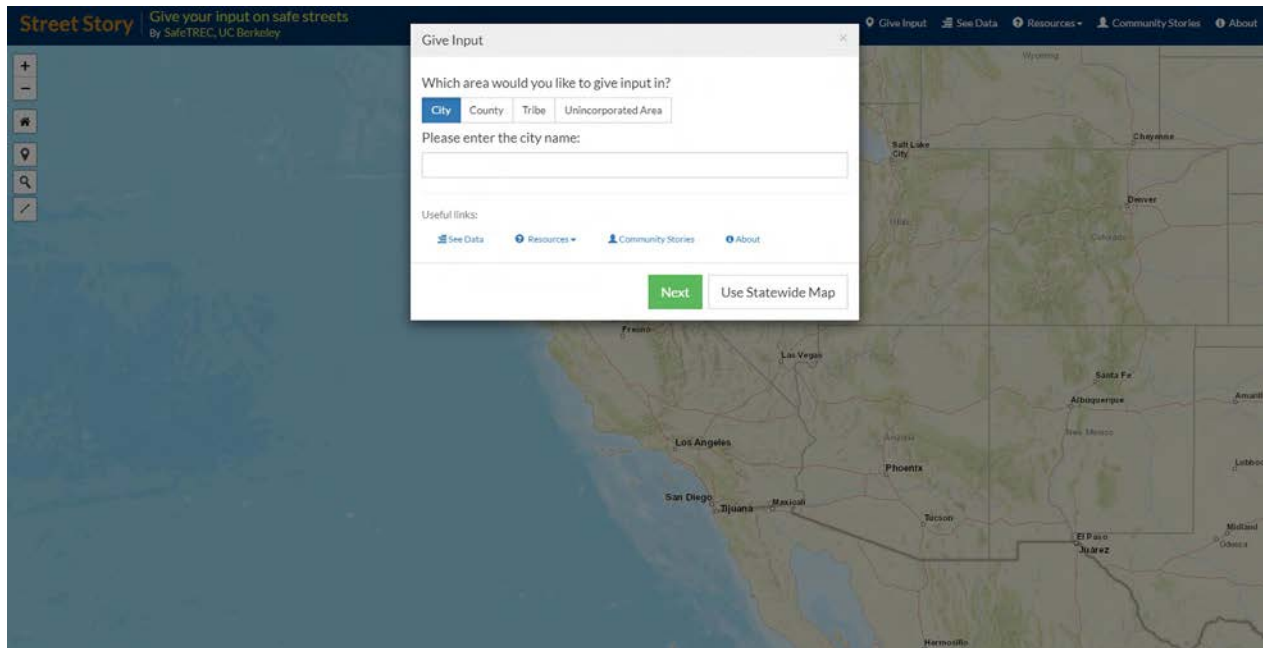 Street Story
Give your input on safe streets
By SafeTREC, UC Berkeley
Give Input
See Data
Resources
Community Stories
About
Give Input
×
Which area would you like to give input in?
City
County
Tribe
Unincorporated Area
Please enter the city name:
Useful links:
See Data
Resources
Community Stories
About
Next
Use Statewide Map
Wyoming
Cheyenne
Salt Lake
City
Denver
Utah
Colorado
Fresno
Las Vegas
Santa Fe
Albuquerque
Amarill
Los Angeles
Arizona
New Mexico
Phoenix
Lubboc
San Diego
Tijuana
Mexicali
Tucson
El Paso
Juárez
Midland
Odessa
Hermosillo